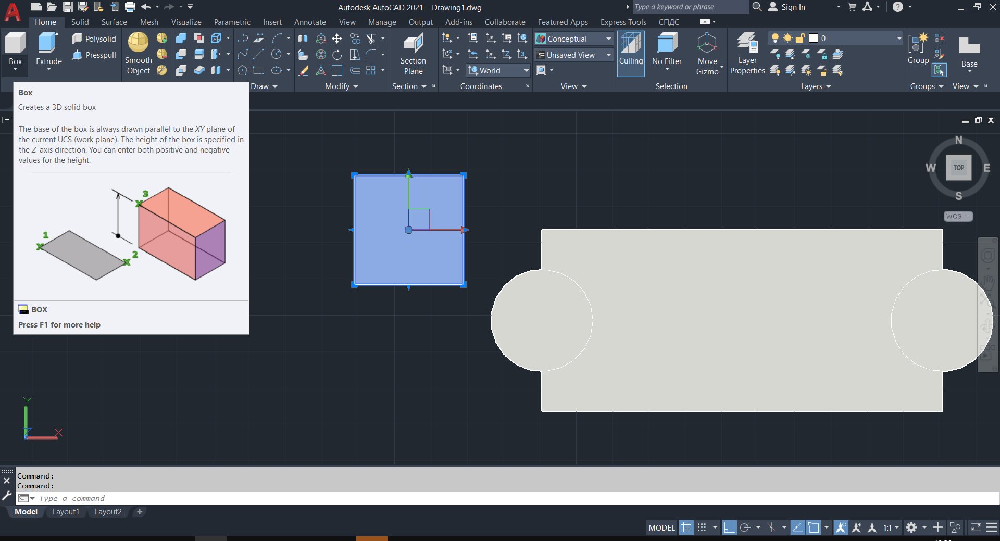 Autodesk AutoCAD 2021 Drawing1.dwg
Type a keyword or phrase
Sign In
Home Solid Surface Mesh Visualize Parametric Insert Annotate View Manage Output Add-ins Collaborate Featured Apps Express Tools СПДС
Box
Extrude
Polysolid
Presspull
Smooth
Object
Section
Plane
World
Conceptual
Unsaved View
Culling
No Filter
Move
Gizmo
Layer
Properties
0
Group
Base
Draw
Modify
Section
Coordinates
View
Selection
Layers
Groups
View
Box
Creates a 3D solid box
The base of the box is always drawn parallel to the XY plane of
the current UCS (work plane). The height of the box is specified in
the Z-axis direction. You can enter both positive and negative
values for the height.
3
1
2
BOX
Press F1 for more help
[−]
N
W
TOP
E
S
WCS
Y
X
Command:
Command:
Type a command
Model Layout1 Layout2 +
MODEL
1:1